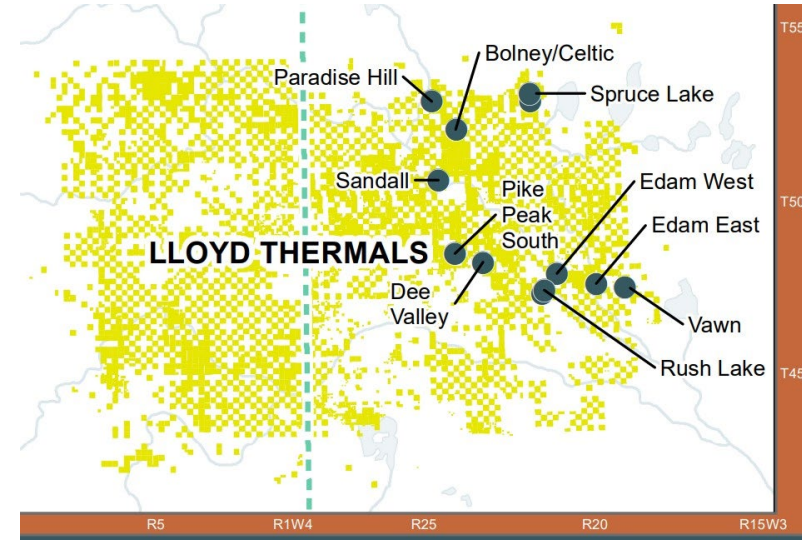 T55
Bolney/Celtic
Paradise Hill
Spruce Lake
Sandall
Pike
Peak
South
Edam West
T50
Edam East
LLOYD THERMALS
Dee
Valley
Vawn
Rush Lake
T45
R5
R1W4
R25
R20
R15W3